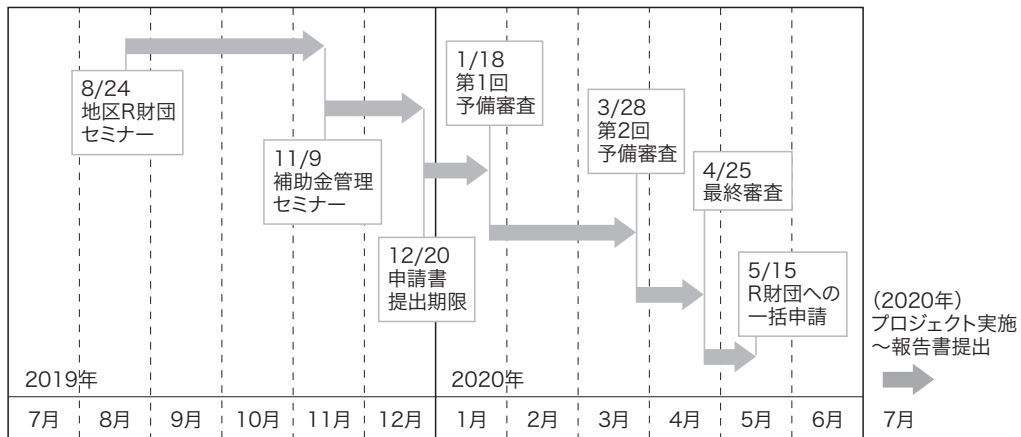 8/24
地区R財団
セミナー
11/9
補助金管理
セミナー
12/20
申請書
提出期限
1/18
第1回
予備審査
3/28
第2回
予備審査
4/25
最終審査
5/15
R財団への
一括申請
(2020年)
プロジェクト実施
～報告書提出
2019年
2020年
7月 8月 9月 10月 11月 12月 1月 2月 3月 4月 5月 6月 7月